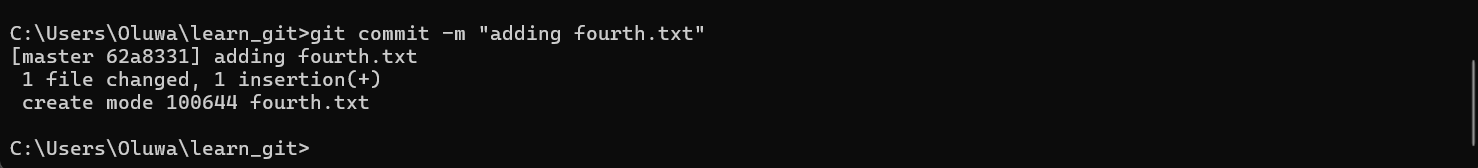 C:\Users\Oluwa\learn_git>git commit -m "adding fourth.txt"
[master 62a8331] adding fourth.txt
 1 file changed, 1 insertion(+)
 create mode 100644 fourth.txt
C:\Users\Oluwa\learn_git>